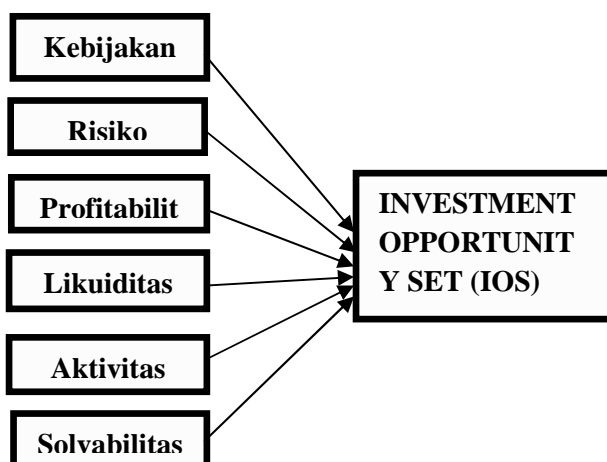 Kebijakan
Risiko
Profitabilit
Likuiditas
Aktivitas
Solvabilitas
INVESTMENT
OPPORTUNIT
Y SET (IOS)